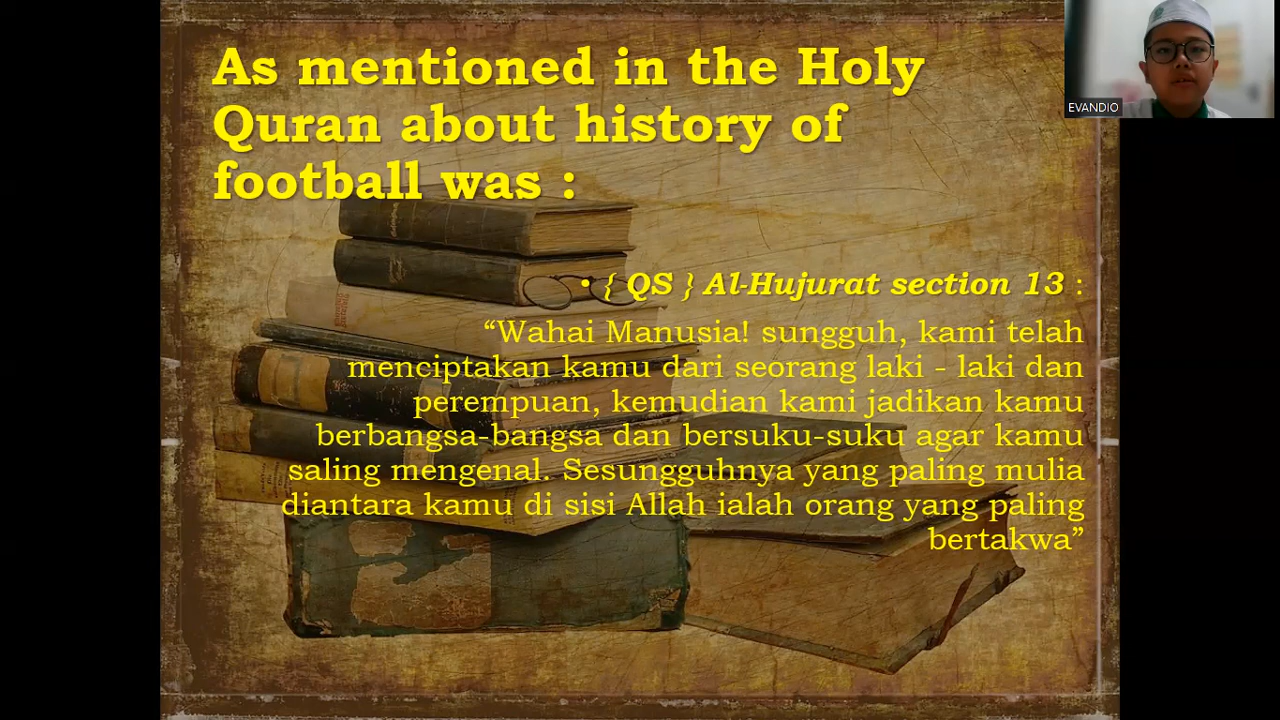 As mentioned in the Holy
Quran about history of
football was :
EVANDIO
• { QS } Al-Hujurat section 13 :
“Wahai Manusia! sungguh, kami telah
menciptakan kamu dari seorang laki - laki dan
perempuan, kemudian kami jadikan kamu
berbangsa-bangsa dan bersuku-suku agar kamu
saling mengenal. Sesungguhnya yang paling mulia
diantara kamu di sisi Allah ialah orang yang paling
bertakwa”